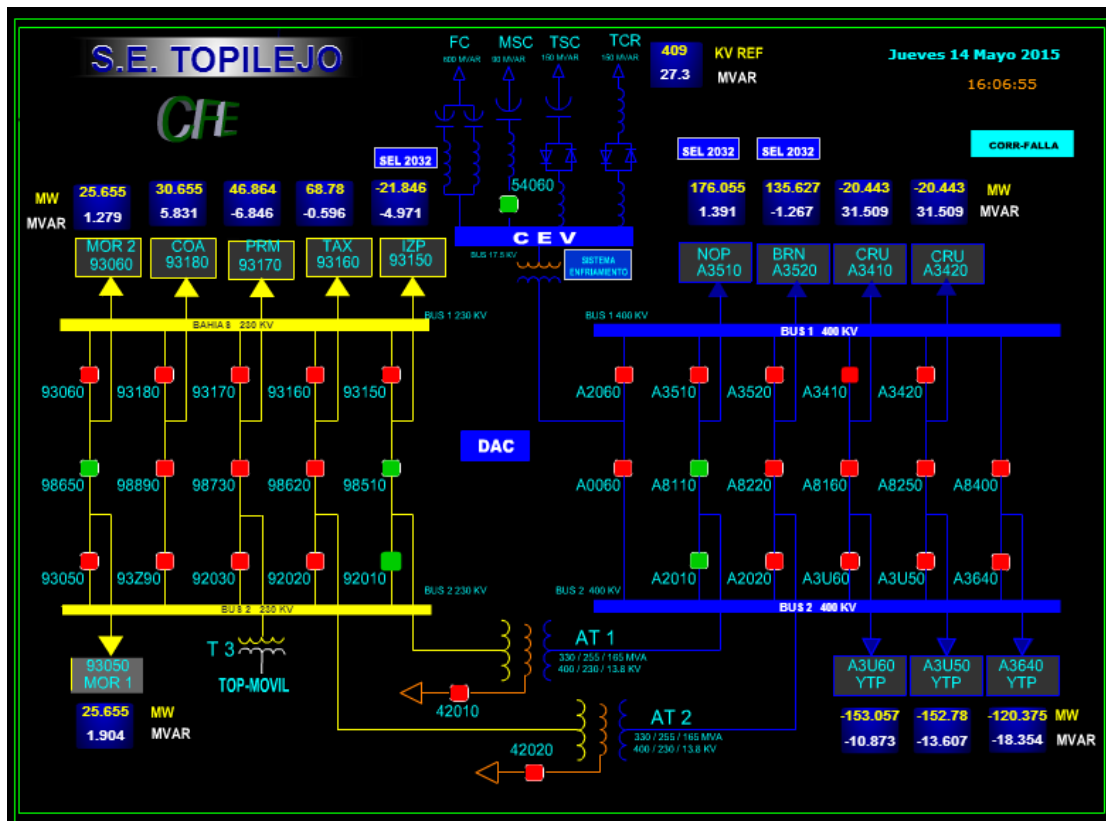 S.E. TOPILEJO
CFE
FC MSC TSC TCR
600 MVAR 90 MVAR 150 MVAR 150 MVAR
409 KV REF
27.3 MVAR
Jueves 14 Mayo 2015
16:06:55
CORR-FALLA
SEL 2032
SEL 2032
SEL 2032
54060
MW 25.655 30.655 46.864 68.78 -21.846
MVAR 1.279 5.831 -6.846 -0.596 -4.971
176.055 135.627 -20.443 -20.443 MW
1.391 -1.267 31.509 31.509 MVAR
MOR 2 COA PRM TAX IZP
93060 93180 93170 93160 93150
CEV
BUS 17.5 KV
SISTEMA
ENFRIAMIENTO
NOP BRN CRU CRU
A3510 A3520 A3410 A3420
BAHIA 8 230 KV
BUS 1 230 KV
BUS 1 400 KV
BUS 1 400 KV
93060 93180 93170 93160 93150
A2060 A3510 A3520 A3410 A3420
DAC
98650 98890 98730 98620 98510
A0060 A8110 A8220 A8160 A8250 A8400
93050 93Z90 92030 92020 92010
A2010 A2020 A3U60 A3U50 A3640
BUS 2 230 KV
BUS 2 230 KV
BUS 2 400 KV
BUS 2 400 KV
T 3
TOP-MOVIL
AT 1
330 / 255 / 165 MVA
400 / 230 / 13.8 KV
42010
93050
MOR 1
25.655 MW
1.904 MVAR
AT 2
330 / 255 / 165 MVA
400 / 230 / 13.8 KV
42020
A3U60 A3U50 A3640
YTP YTP YTP
-153.057 -152.78 -120.375 MW
-10.873 -13.607 -18.354 MVAR